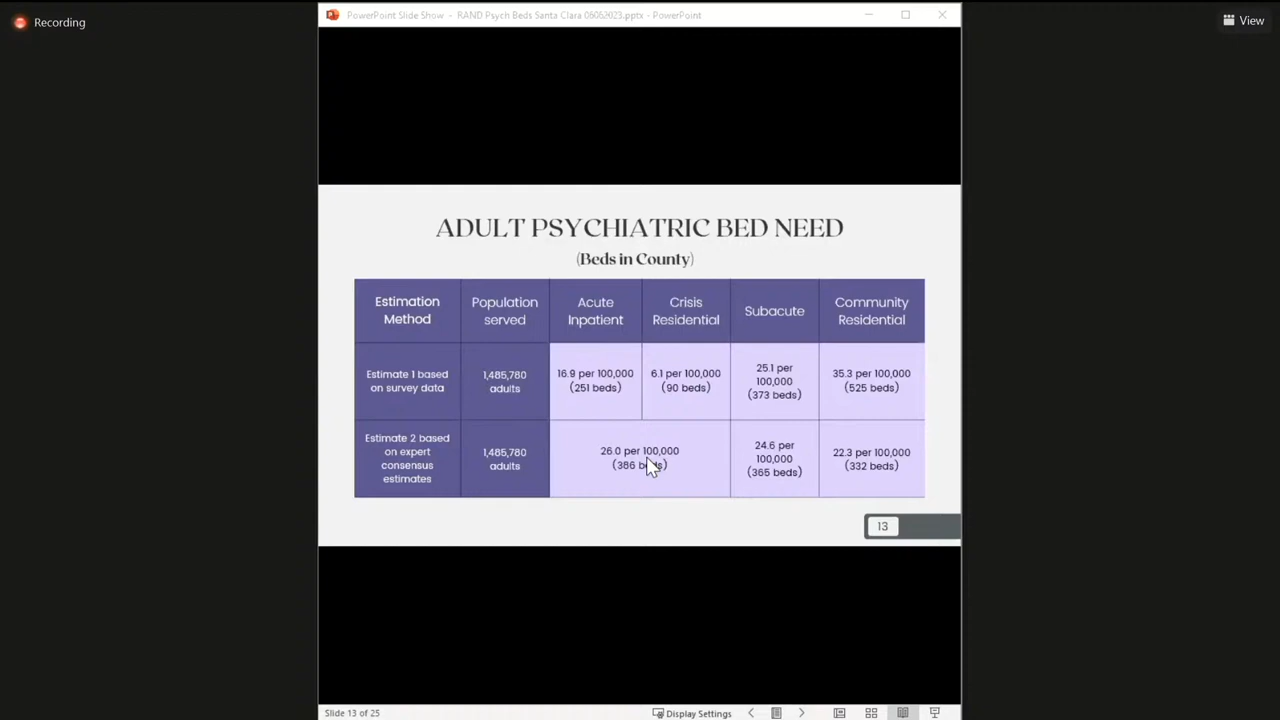 Recording
PowerPoint Slide Show - RAND Psych Beds Santa Clara 06062023.pptx - PowerPoint
View
ADULT PSYCHIATRIC BED NEED
(Beds in County)
Estimation
Method
Population
served
Acute
Inpatient
Crisis
Residential
Subacute
Community
Residential
Estimate 1 based
on survey data
1,485,780
adults
16.9 per 100,000
(251 beds)
6.1 per 100,000
(90 beds)
25.1 per
100,000
(373 beds)
35.3 per 100,000
(525 beds)
Estimate 2 based
on expert
consensus
estimates
1,485,780
adults
26.0 per 100,000
(386 beds)
24.6 per
100,000
(365 beds)
22.3 per 100,000
(332 beds)
13
Slide 13 of 25
Display Settings